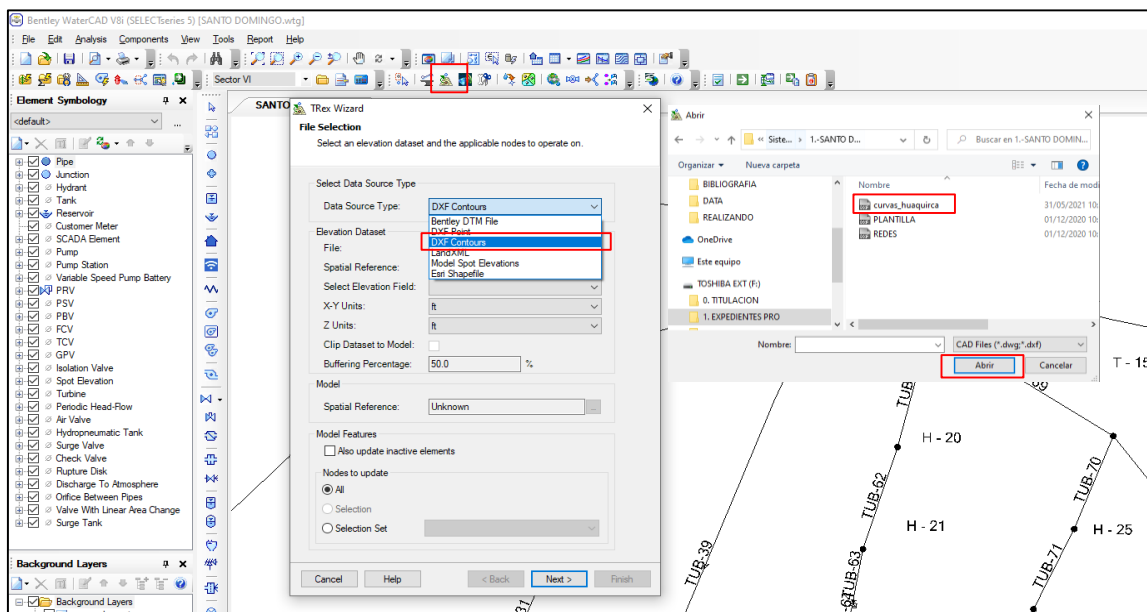 Bentley WaterCAD V8i (SELECTseries 5) [SANTO DOMINGO.wtg]
File Edit Analysis Components View Tools Report Help
Sector VI
Element Symbology
<default>
Pipe
Junction
Hydrant
Tank
Reservoir
Customer Meter
SCADA Element
Pump
Pump Station
Variable Speed Pump Battery
PRV
PSV
PBV
FCV
TCV
GPV
Isolation Valve
Spot Elevation
Turbine
Periodic Head-Flow
Air Valve
Hydropneumatic Tank
Surge Valve
Check Valve
Rupture Disk
Discharge To Atmosphere
Orifice Between Pipes
Valve With Linear Area Change
Surge Tank
Background Layers
Background Layers
SANTO
TRex Wizard
File Selection
Select an elevation dataset and the applicable nodes to operate on.
Select Data Source Type
Data Source Type: DXF Contours
Bentley DTM File
DXF Point
DXF Contours
LandXML
Model Spot Elevations
Esri Shapefile
Elevation Dataset
File:
Spatial Reference:
Select Elevation Field:
X-Y Units: ft
Z Units: ft
Clip Dataset to Model:
Buffering Percentage: 50.0 %
Model
Spatial Reference: Unknown ...
Model Features
Also update inactive elements
Nodes to update
All
Selection
Selection Set
Cancel Help < Back Next > Finish
Abrir
« Siste... > 1.-SANTO D... Buscar en 1.-SANTO DOMIN...
Organizar Nueva carpeta
BIBLIOGRAFIA
DATA
REALIZANDO
OneDrive
Este equipo
TOSHIBA EXT (F:)
0. TITULACION
1. EXPEDIENTES PRO
Nombre Fecha de modi
curvas_huaquirca 31/05/2021 10:
PLANTILLA 01/12/2020 10:
REDES 01/12/2020 10:
Nombre: CAD Files (*.dwg;*.dxf)
Abrir Cancelar
T - 15
H - 20
TUB-62
TUB-70
H - 21
H - 25
TUB-63
TUB-71
TUB-39